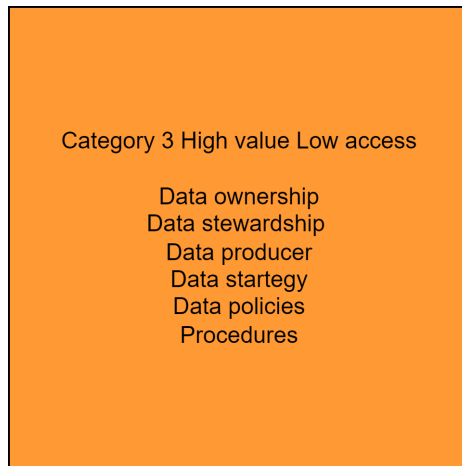 Category 3 High value Low access
Data ownership
Data stewardship
Data producer
Data startegy
Data policies
Procedures